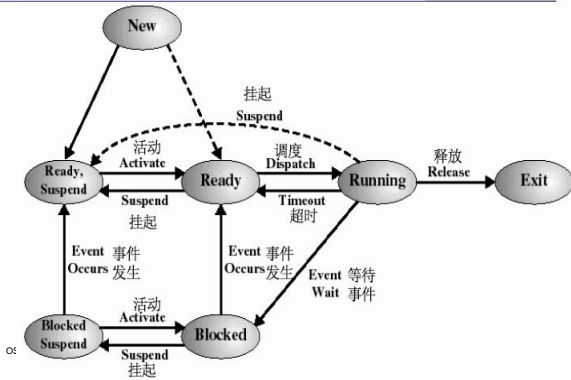 New
挂起
Suspend
活动
Activate
调度
Dispatch
释放
Release
Ready,
Suspend
Ready
Running
Exit
Suspend
挂起
Timeout
超时
Event 事件
Occurs 发生
Event 事件
Occurs 发生
Event 等待
Wait 事件
活动
Activate
Blocked
Suspend
Blocked
Suspend
挂起
OS